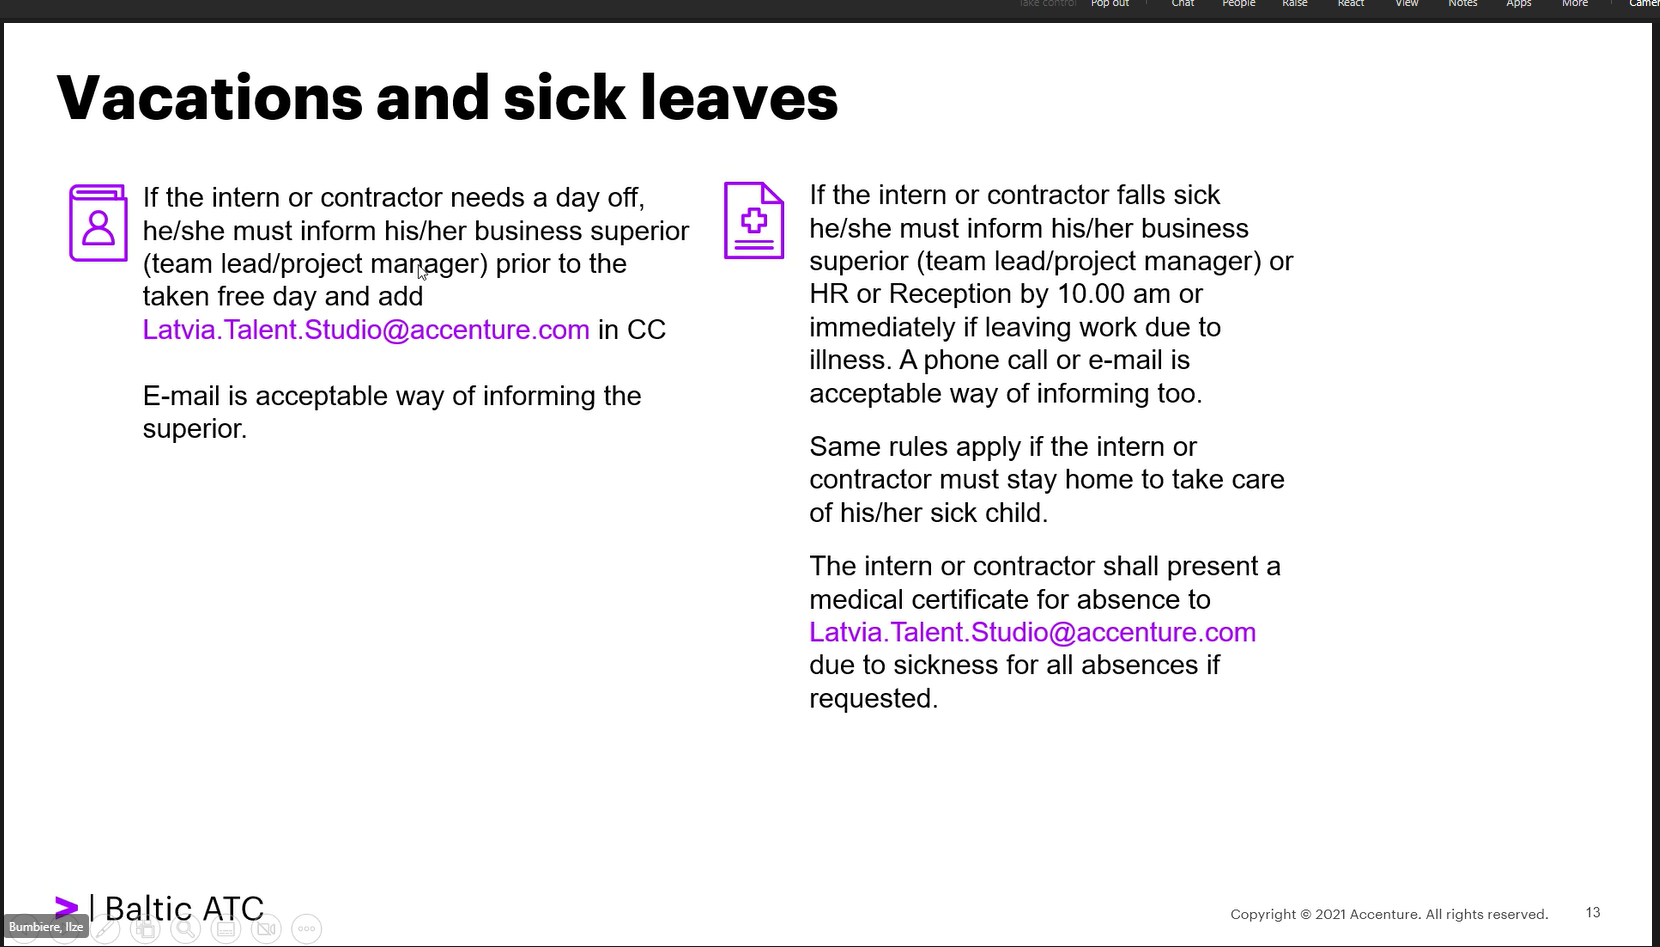 Take control Pop out Chat People Raise React View Notes Apps More
Vacations and sick leaves
If the intern or contractor needs a day off,
he/she must inform his/her business superior
(team lead/project manager) prior to the
taken free day and add
Latvia.Talent.Studio@accenture.com in CC
E-mail is acceptable way of informing the
superior.
If the intern or contractor falls sick
he/she must inform his/her business
superior (team lead/project manager) or
HR or Reception by 10.00 am or
immediately if leaving work due to
illness. A phone call or e-mail is
acceptable way of informing too.
Same rules apply if the intern or
contractor must stay home to take care
of his/her sick child.
The intern or contractor shall present a
medical certificate for absence to
Latvia.Talent.Studio@accenture.com
due to sickness for all absences if
requested.
> | Baltic ATC
Bumbiere, Ilze
Copyright © 2021 Accenture. All rights reserved. 13